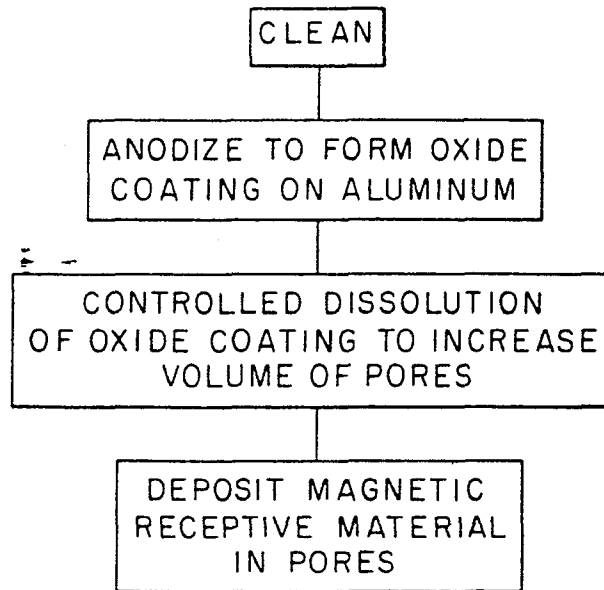 CLEAN
ANODIZE TO FORM OXIDE
COATING ON ALUMINUM
CONTROLLED DISSOLUTION
OF OXIDE COATING TO INCREASE
VOLUME OF PORES
DEPOSIT MAGNETIC
RECEPTIVE MATERIAL
IN PORES